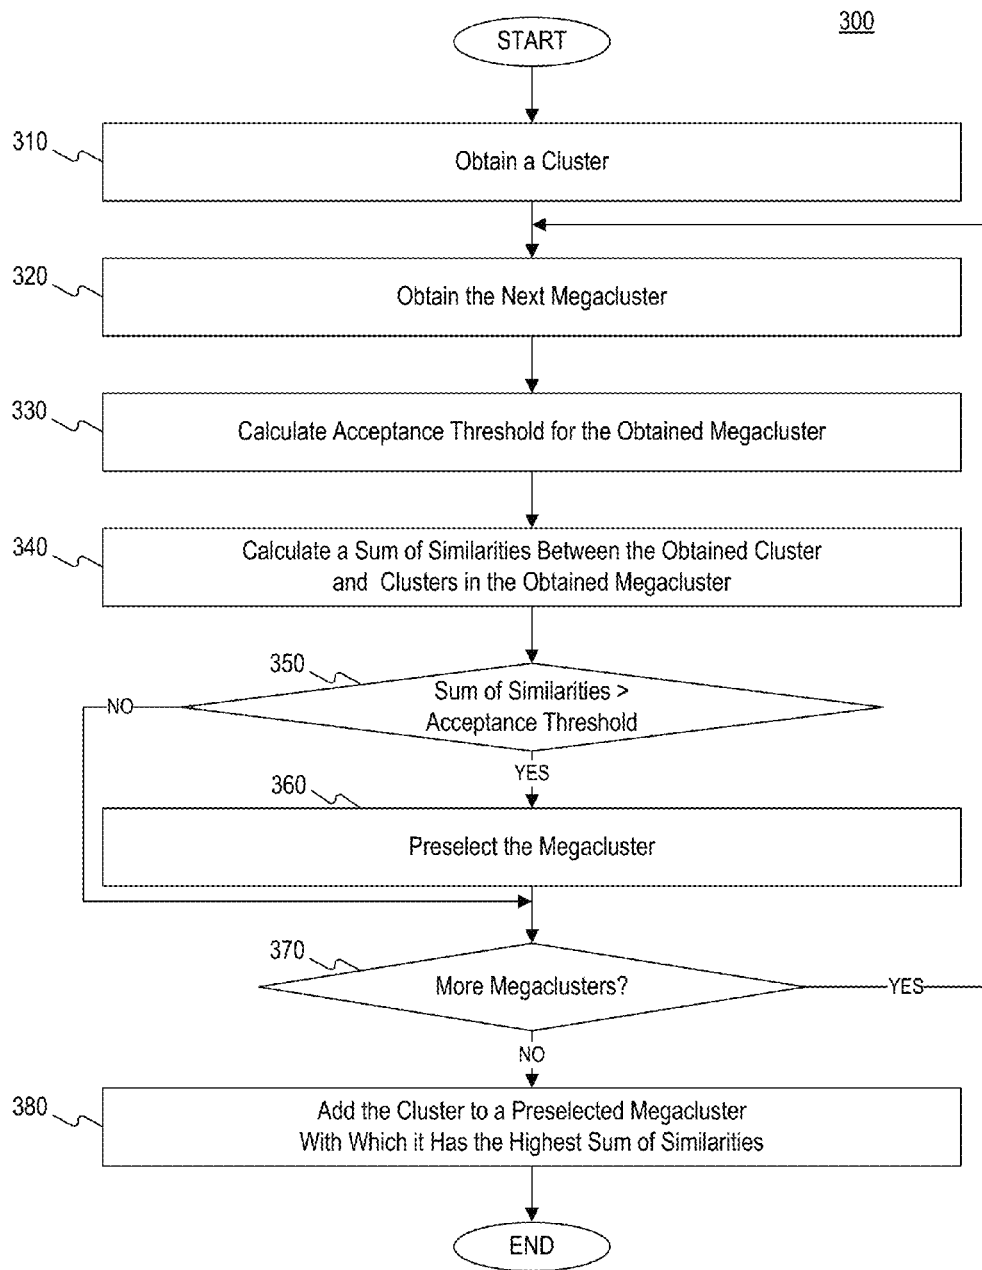 300
START
310
Obtain a Cluster
320
Obtain the Next Megacluster
330
Calculate Acceptance Threshold for the Obtained Megacluster
340
Calculate a Sum of Similarities Between the Obtained Cluster
and Clusters in the Obtained Megacluster
350
NO
Sum of Similarities >
Acceptance Threshold
YES
360
Preselect the Megacluster
370
More Megaclusters?
YES
NO
380
Add the Cluster to a Preselected Megacluster
With Which it Has the Highest Sum of Similarities
END